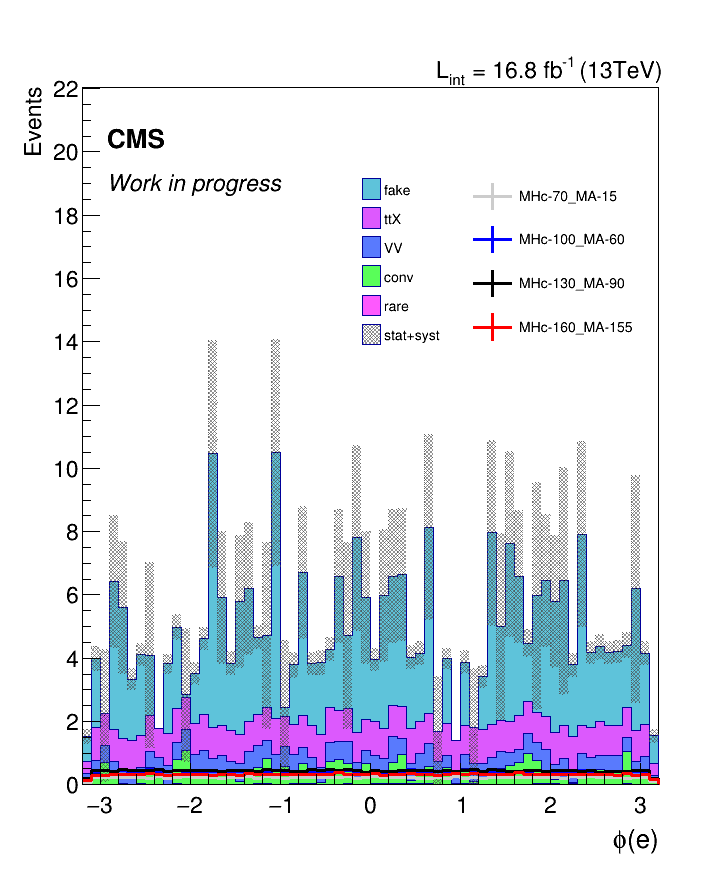 L_int = 16.8 fb^-1 (13TeV)
Events
22
20
18
16
14
12
10
8
6
4
2
0
CMS
Work in progress
fake
ttX
VV
conv
rare
stat+syst
MHc-70_MA-15
MHc-100_MA-60
MHc-130_MA-90
MHc-160_MA-155
−3 −2 −1 0 1 2 3
ϕ(e)